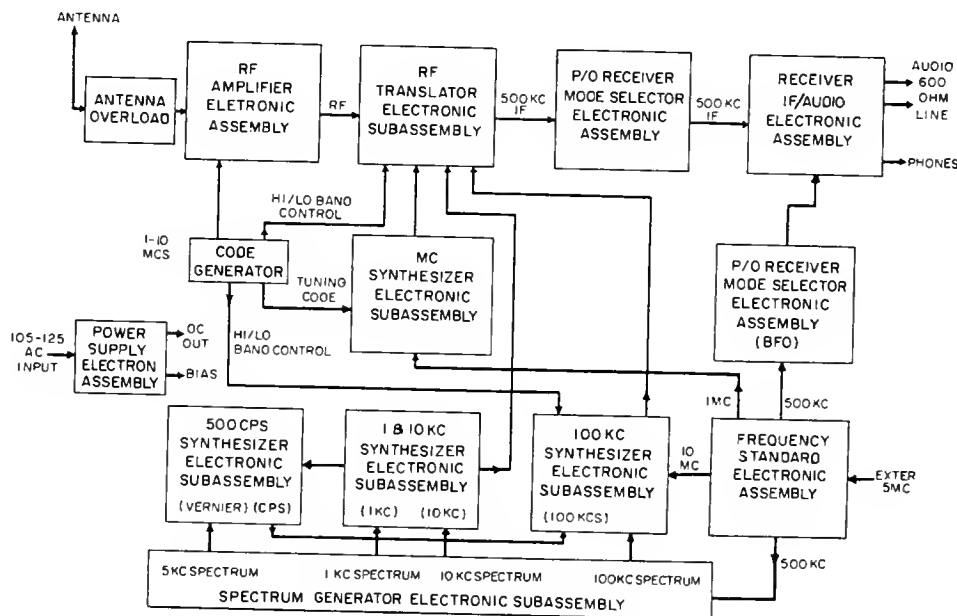 ANTENNA
ANTENNA
OVERLOAD
RF
AMPLIFIER
ELETRONIC
ASSEMBLY
RF
RF
TRANSLATOR
ELECTRONIC
SUBASSEMBLY
500KC
IF
P/O RECEIVER
MODE SELECTOR
ELECTRONIC
ASSEMBLY
500 KC
IF
RECEIVER
IF/AUDIO
ELECTRONIC
ASSEMBLY
AUDIO
600
OHM
LINE
PHONES
HI/LO BAND
CONTROL
1-10
MCS
CODE
GENERATOR
TUNING
CODE
MC
SYNTHESIZER
ELECTRONIC
SUBASSEMBLY
P/O RECEIVER
MODE SELECTOR
ELECTRONIC
ASSEMBLY
(BFO)
105-125
AC
INPUT
POWER
SUPPLY
ELECTRON
ASSEMBLY
DC
OUT
BIAS
HI/LO
BAND CONTROL
1MC
500 KC
500 CPS
SYNTHESIZER
ELECTRONIC
SUBASSEMBLY
(VERNIER) (CPS)
1 & 10 KC
SYNTHESIZER
ELECTRONIC
SUBASSEMBLY
(1KC) (10KC)
100 KC
SYNTHESIZER
ELECTRONIC
SUBASSEMBLY
(100KCS)
10
MC
FREQUENCY
STANDARD
ELECTRONIC
ASSEMBLY
EXTER
5MC
500 KC
5KC SPECTRUM 1 KC SPECTRUM 10 KC SPECTRUM 100KC SPECTRUM
SPECTRUM GENERATOR ELECTRONIC SUBASSEMBLY